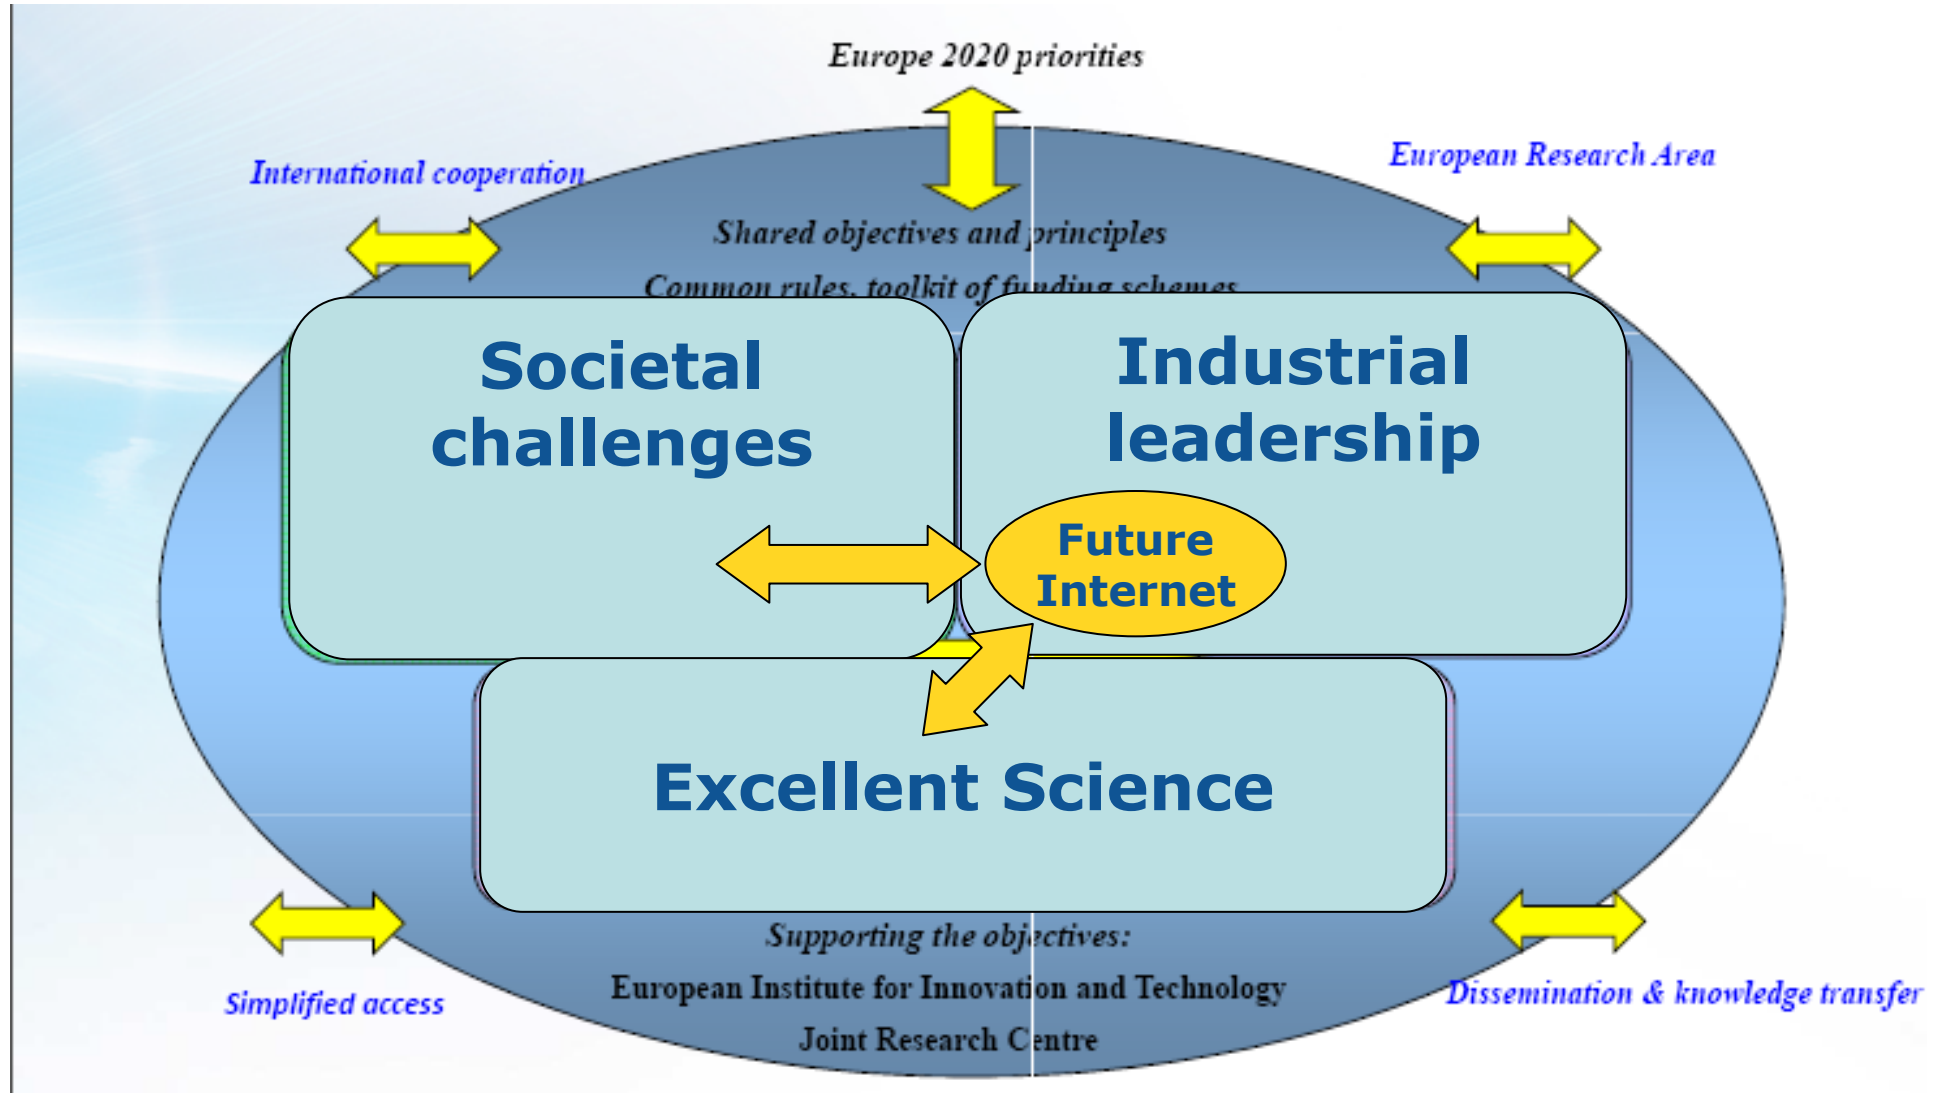 Europe 2020 priorities
International cooperation
European Research Area
Shared objectives and principles
Common rules, toolkit of funding schemes
Societal
challenges
Industrial
leadership
Future
Internet
Excellent Science
Supporting the objectives:
European Institute for Innovation and Technology
Joint Research Centre
Simplified access
Dissemination & knowledge transfer